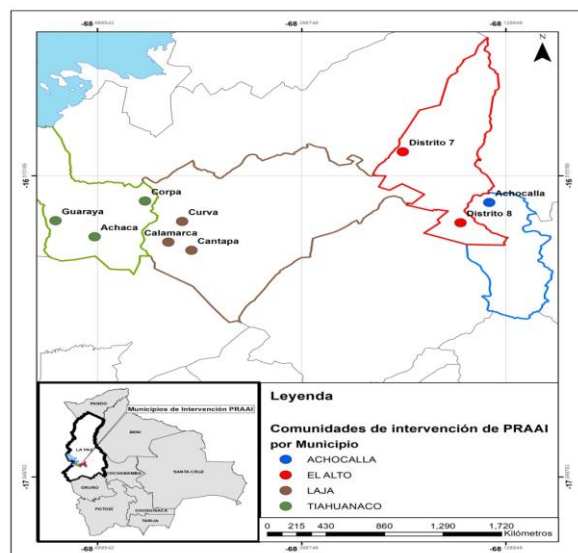 -68
-68
-68
N
Distrito 7
Corpa
Achocalla
Guaraya
Curva
Distrito 8
Achaca
Calamarca
Cantapa
-16
-16
-17
-17
Municipios de Intervención PRAAI
PANDO
BENI
LA PAZ
COCHABAMBA
SANTA CRUZ
ORURO
POTOSÍ
CHUQUISACA
TARIJA
Leyenda
Comunidades de intervención de PRAAI
por Municipio
ACHOCALLA
EL ALTO
LAJA
TIAHUANACO
0 215 430 860 1,290 1,720
Kilómetros
-68
-68
-68